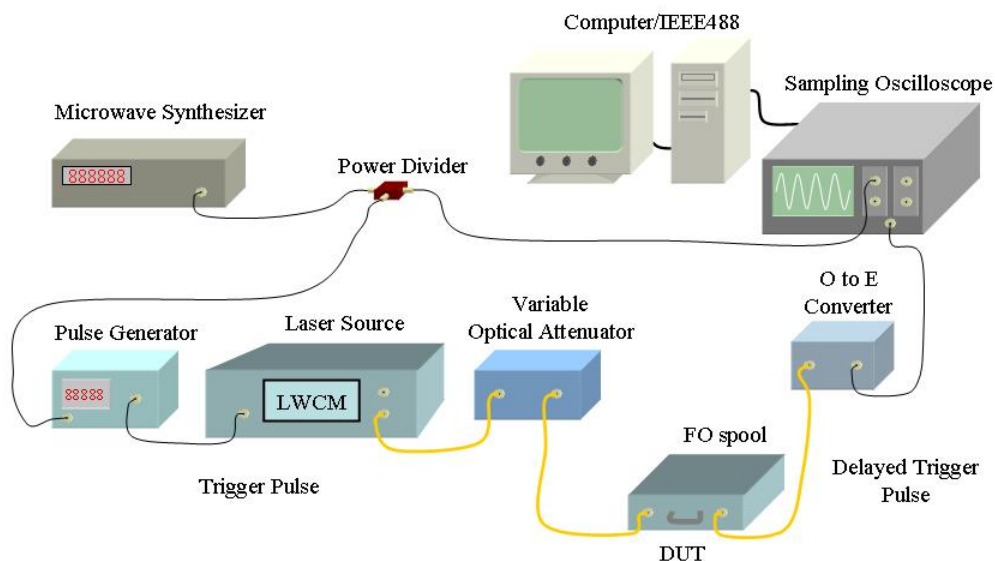 Computer/IEEE488
Sampling Oscilloscope
Microwave Synthesizer
888888
Power Divider
O to E
Converter
Variable
Optical Attenuator
Laser Source
Pulse Generator
88888
LWCM
FO spool
Trigger Pulse
Delayed Trigger
Pulse
DUT